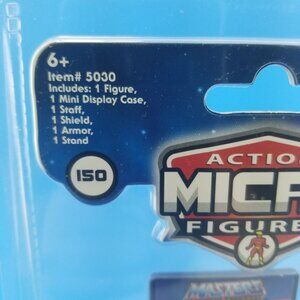 6+
Item# 5030
Includes: 1 Figure,
1 Mini Display Case,
1 Staff,
1 Shield,
1 Armor,
1 Stand
150
ACTIO
MICR
FIGURE
MASTERS